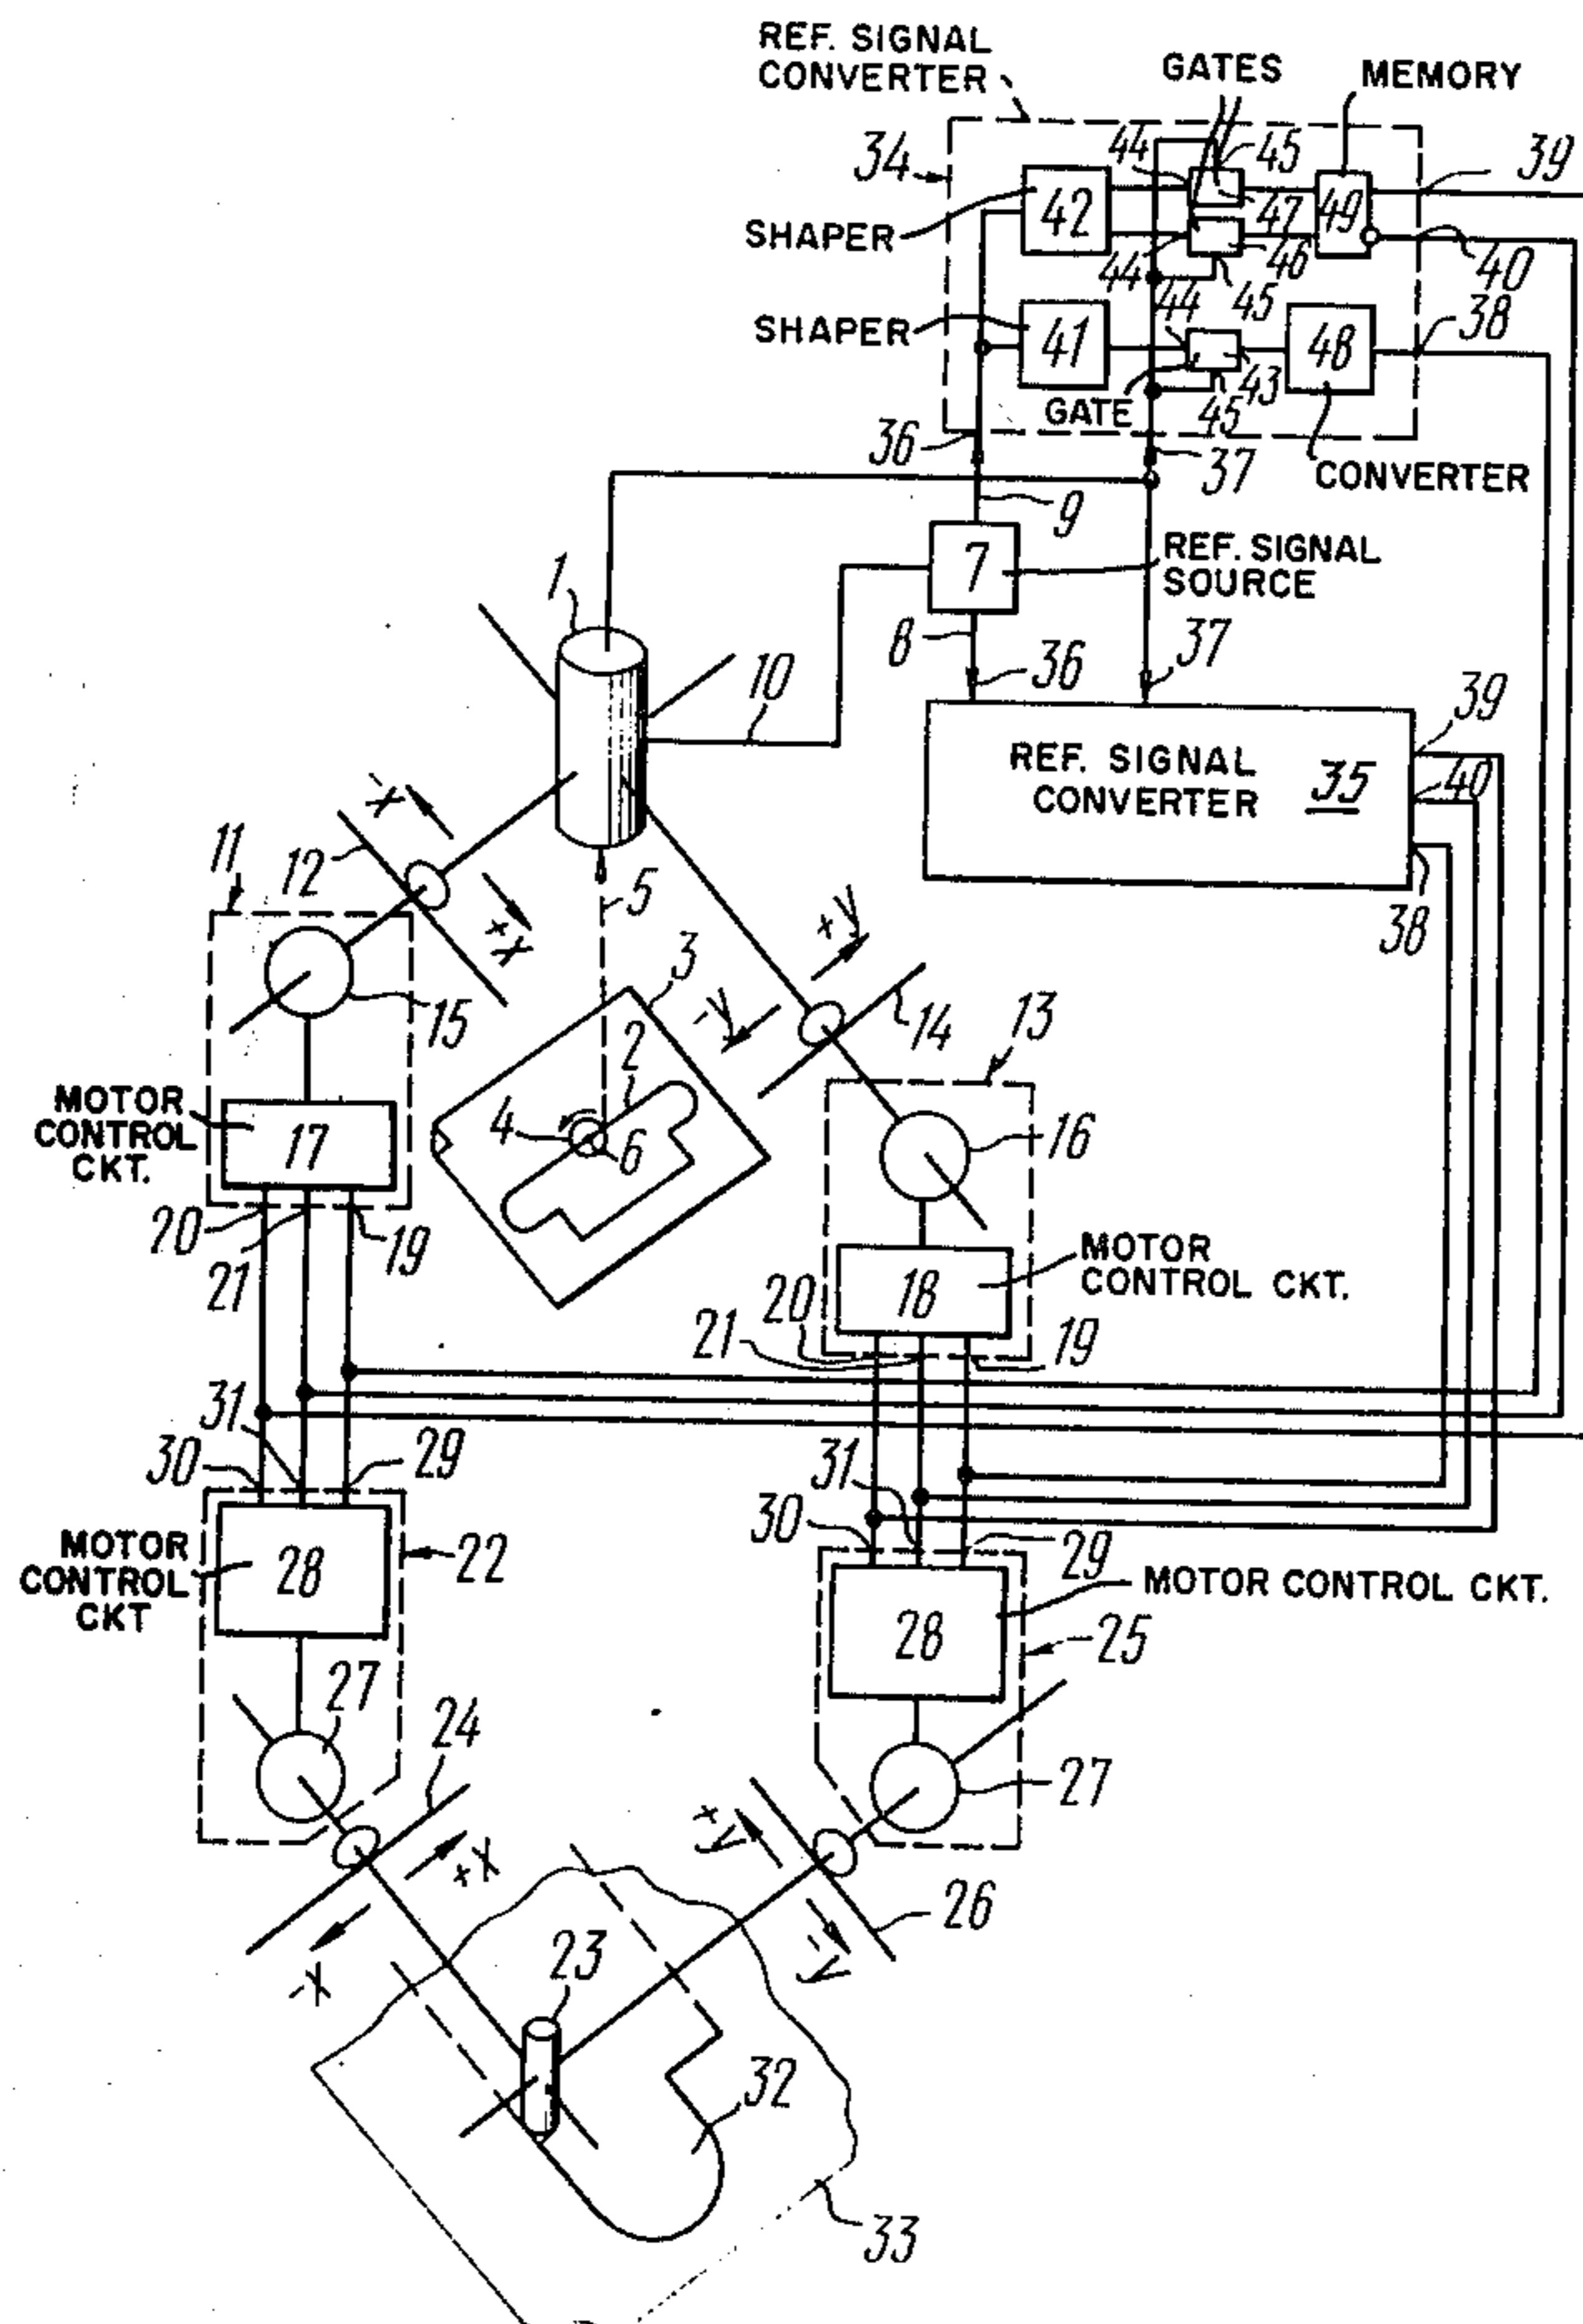 REF. SIGNAL
CONVERTER
GATES
MEMORY
34
44
45
39
SHAPER
42
47
49
44
46
40
44
45
38
SHAPER
41
48
GATE
43
45
36
37
CONVERTER
9
7
REF. SIGNAL
SOURCE
1
8
36
37
10
39
REF. SIGNAL
CONVERTER
35
40
38
-X
11
12
5
+X
3
+Y
-Y
14
13
15
2
4
6
16
MOTOR
CONTROL
CKT.
17
20
21
19
MOTOR
CONTROL CKT.
18
20
21
19
31
30
29
31
30
29
MOTOR
CONTROL
CKT
28
22
28
MOTOR CONTROL CKT.
25
27
24
27
+X
-X
+Y
-Y
26
23
32
33